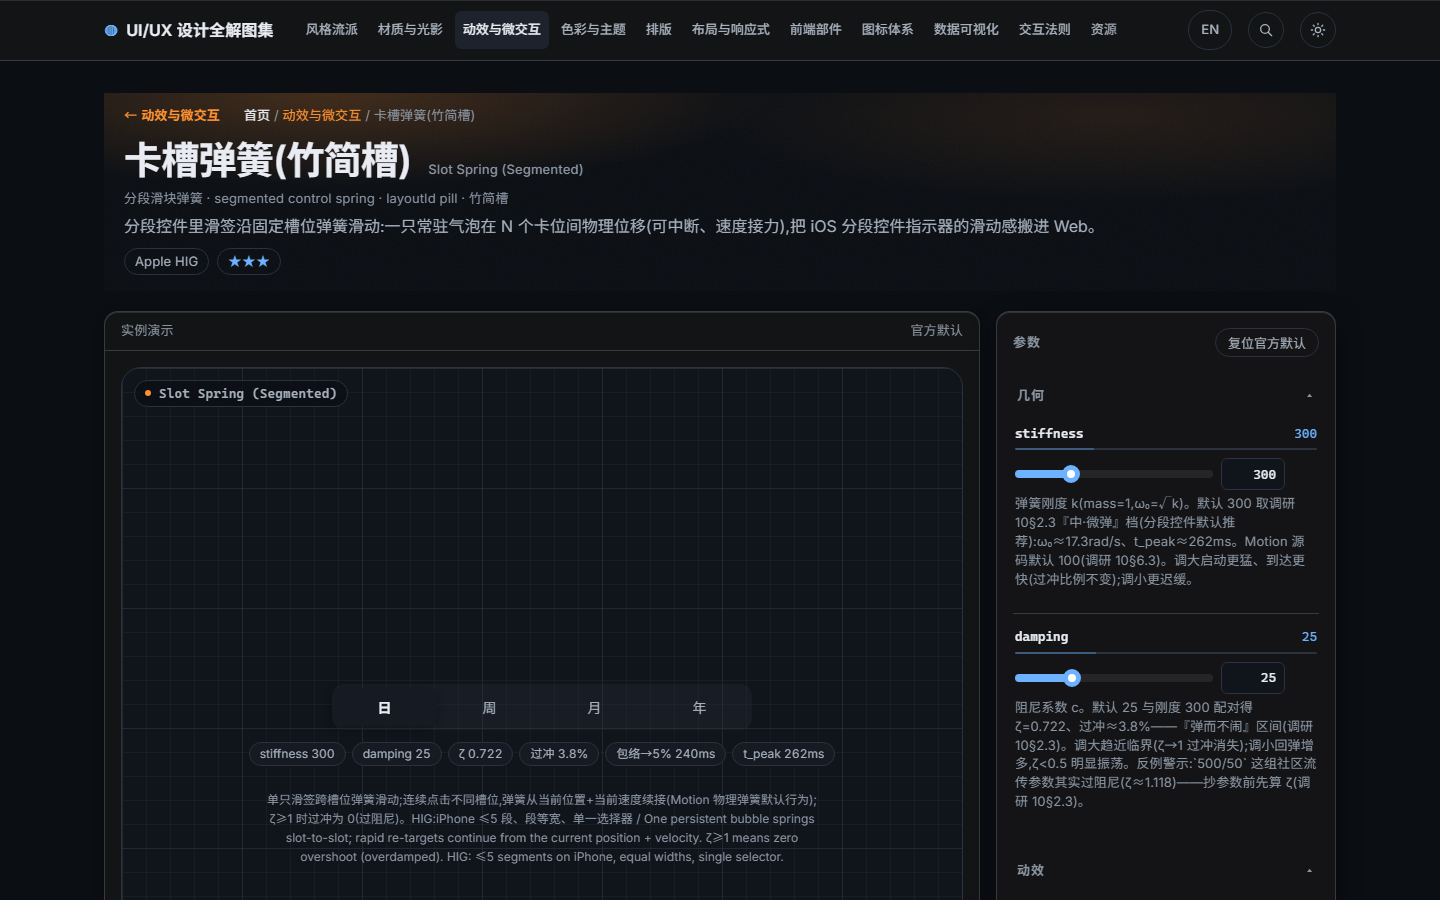 UI/UX 设计全解图集 风格流派 材质与光影 动效与微交互 色彩与主题 排版 布局与响应式 前端部件 图标体系 数据可视化 交互法则 资源 EN
← 动效与微交互 首页 / 动效与微交互 / 卡槽弹簧(竹简槽)
卡槽弹簧(竹简槽) Slot Spring (Segmented)
分段滑块弹簧 · segmented control spring · layoutId pill · 竹简槽
分段控件里滑签沿固定槽位弹簧滑动:一只常驻气泡在 N 个卡位间物理位移(可中断、速度接力),把 iOS 分段控件指示器的滑动感搬进 Web。
Apple HIG ★★★
实例演示 官方默认
Slot Spring (Segmented)
日 周 月 年
stiffness 300 damping 25 ζ 0.722 过冲 3.8% 包络→5% 240ms t_peak 262ms
单只滑签跨槽位弹簧滑动;连续点击不同槽位,弹簧从当前位置+当前速度续接(Motion 物理弹簧默认行为);
ζ≥1 时过冲为 0(过阻尼)。HIG:iPhone ≤5 段、段等宽、单一选择器 / One persistent bubble springs
slot-to-slot; rapid re-targets continue from the current position + velocity. ζ≥1 means zero
overshoot (overdamped). HIG: ≤5 segments on iPhone, equal widths, single selector.
参数 复位官方默认
几何
stiffness 300
300
弹簧刚度 k(mass=1,ω₀=√k)。默认 300 取调研
10§2.3『中·微弹』档(分段控件默认推
荐):ω₀≈17.3rad/s、t_peak≈262ms。Motion 源
码默认 100(调研 10§6.3)。调大启动更猛、到达更
快(过冲比例不变);调小更迟缓。
damping 25
25
阻尼系数 c。默认 25 与刚度 300 配对得
ζ=0.722、过冲≈3.8%——『弹而不闹』区间(调研
10§2.3)。调大趋近临界(ζ→1 过冲消失);调小回弹增
多,ζ<0.5 明显振荡。反例警示:`500/50` 这组社区流
传参数其实过阻尼(ζ≈1.118)——抄参数前先算 ζ(调
研 10§2.3)。
动效